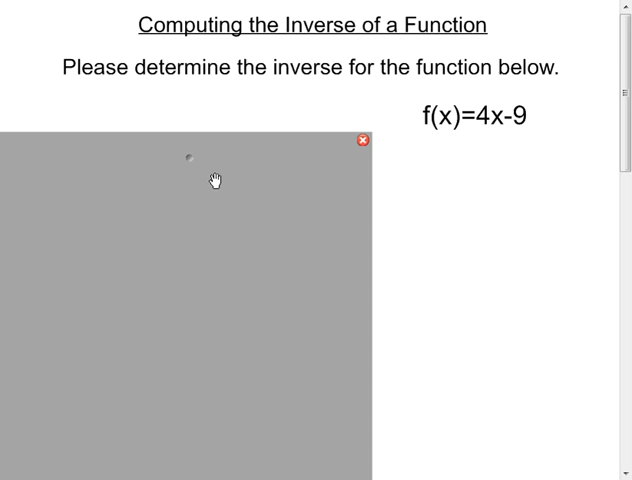 Computing the Inverse of a Function
Please determine the inverse for the function below.
f(x)=4x-9